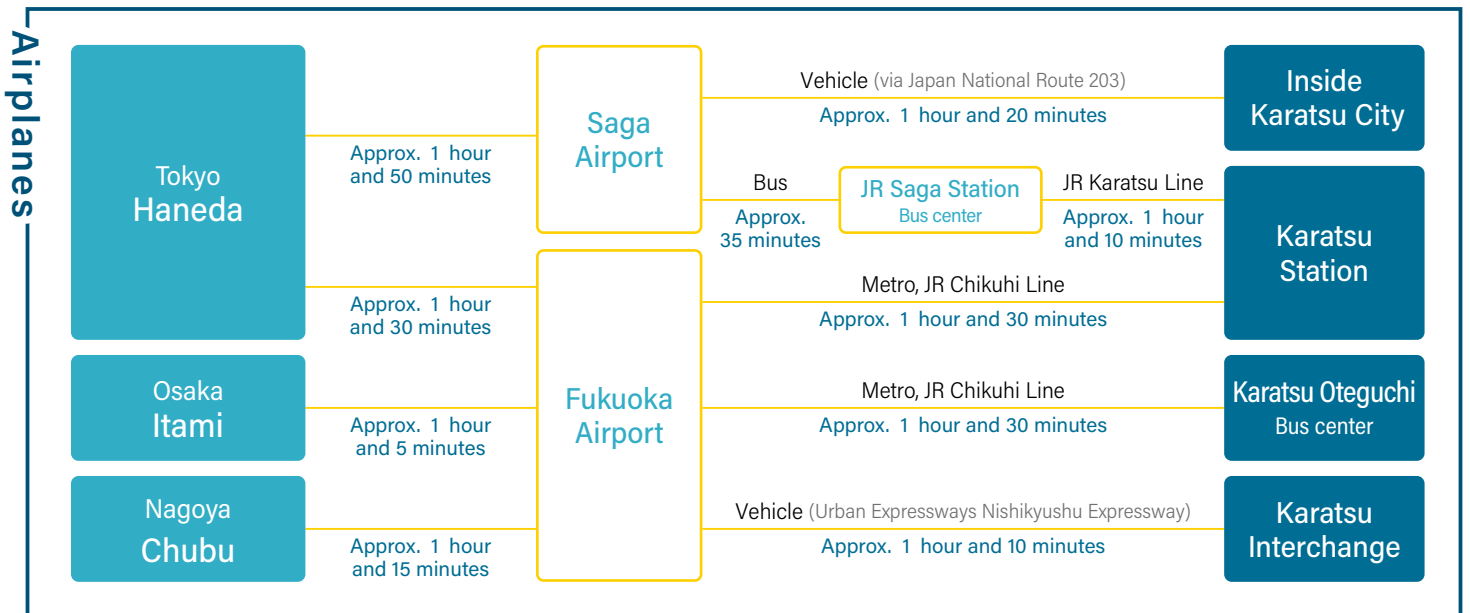 Airplanes
Tokyo
Haneda
Approx. 1 hour
and 50 minutes
Saga
Airport
Vehicle (via Japan National Route 203)
Approx. 1 hour and 20 minutes
Inside
Karatsu City
Bus
Approx.
35 minutes
JR Saga Station
Bus center
JR Karatsu Line
Approx. 1 hour
and 10 minutes
Karatsu
Station
Approx. 1 hour
and 30 minutes
Fukuoka
Airport
Metro, JR Chikuhi Line
Approx. 1 hour and 30 minutes
Osaka
Itami
Approx. 1 hour
and 5 minutes
Metro, JR Chikuhi Line
Approx. 1 hour and 30 minutes
Karatsu Oteguchi
Bus center
Nagoya
Chubu
Approx. 1 hour
and 15 minutes
Vehicle (Urban Expressways Nishikyushu Expressway)
Approx. 1 hour and 10 minutes
Karatsu
Interchange